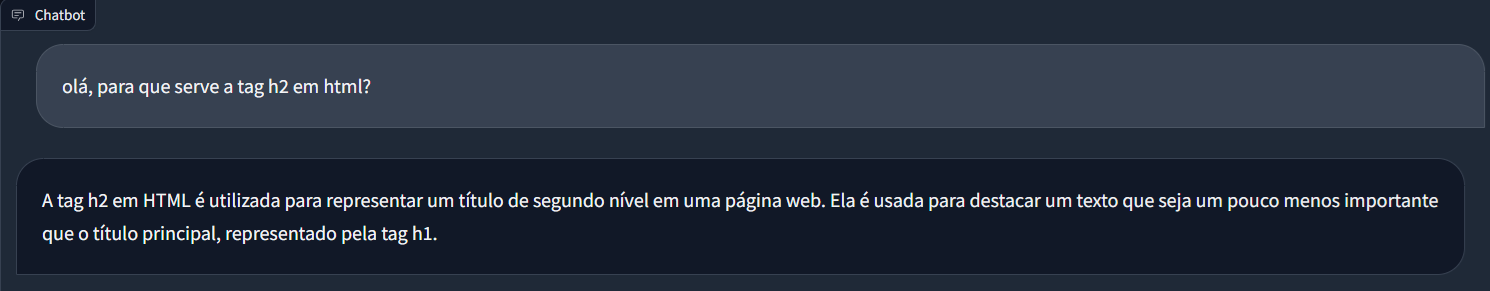 Chatbot
olá, para que serve a tag h2 em html?
A tag h2 em HTML é utilizada para representar um título de segundo nível em uma página web. Ela é usada para destacar um texto que seja um pouco menos importante
que o título principal, representado pela tag h1.